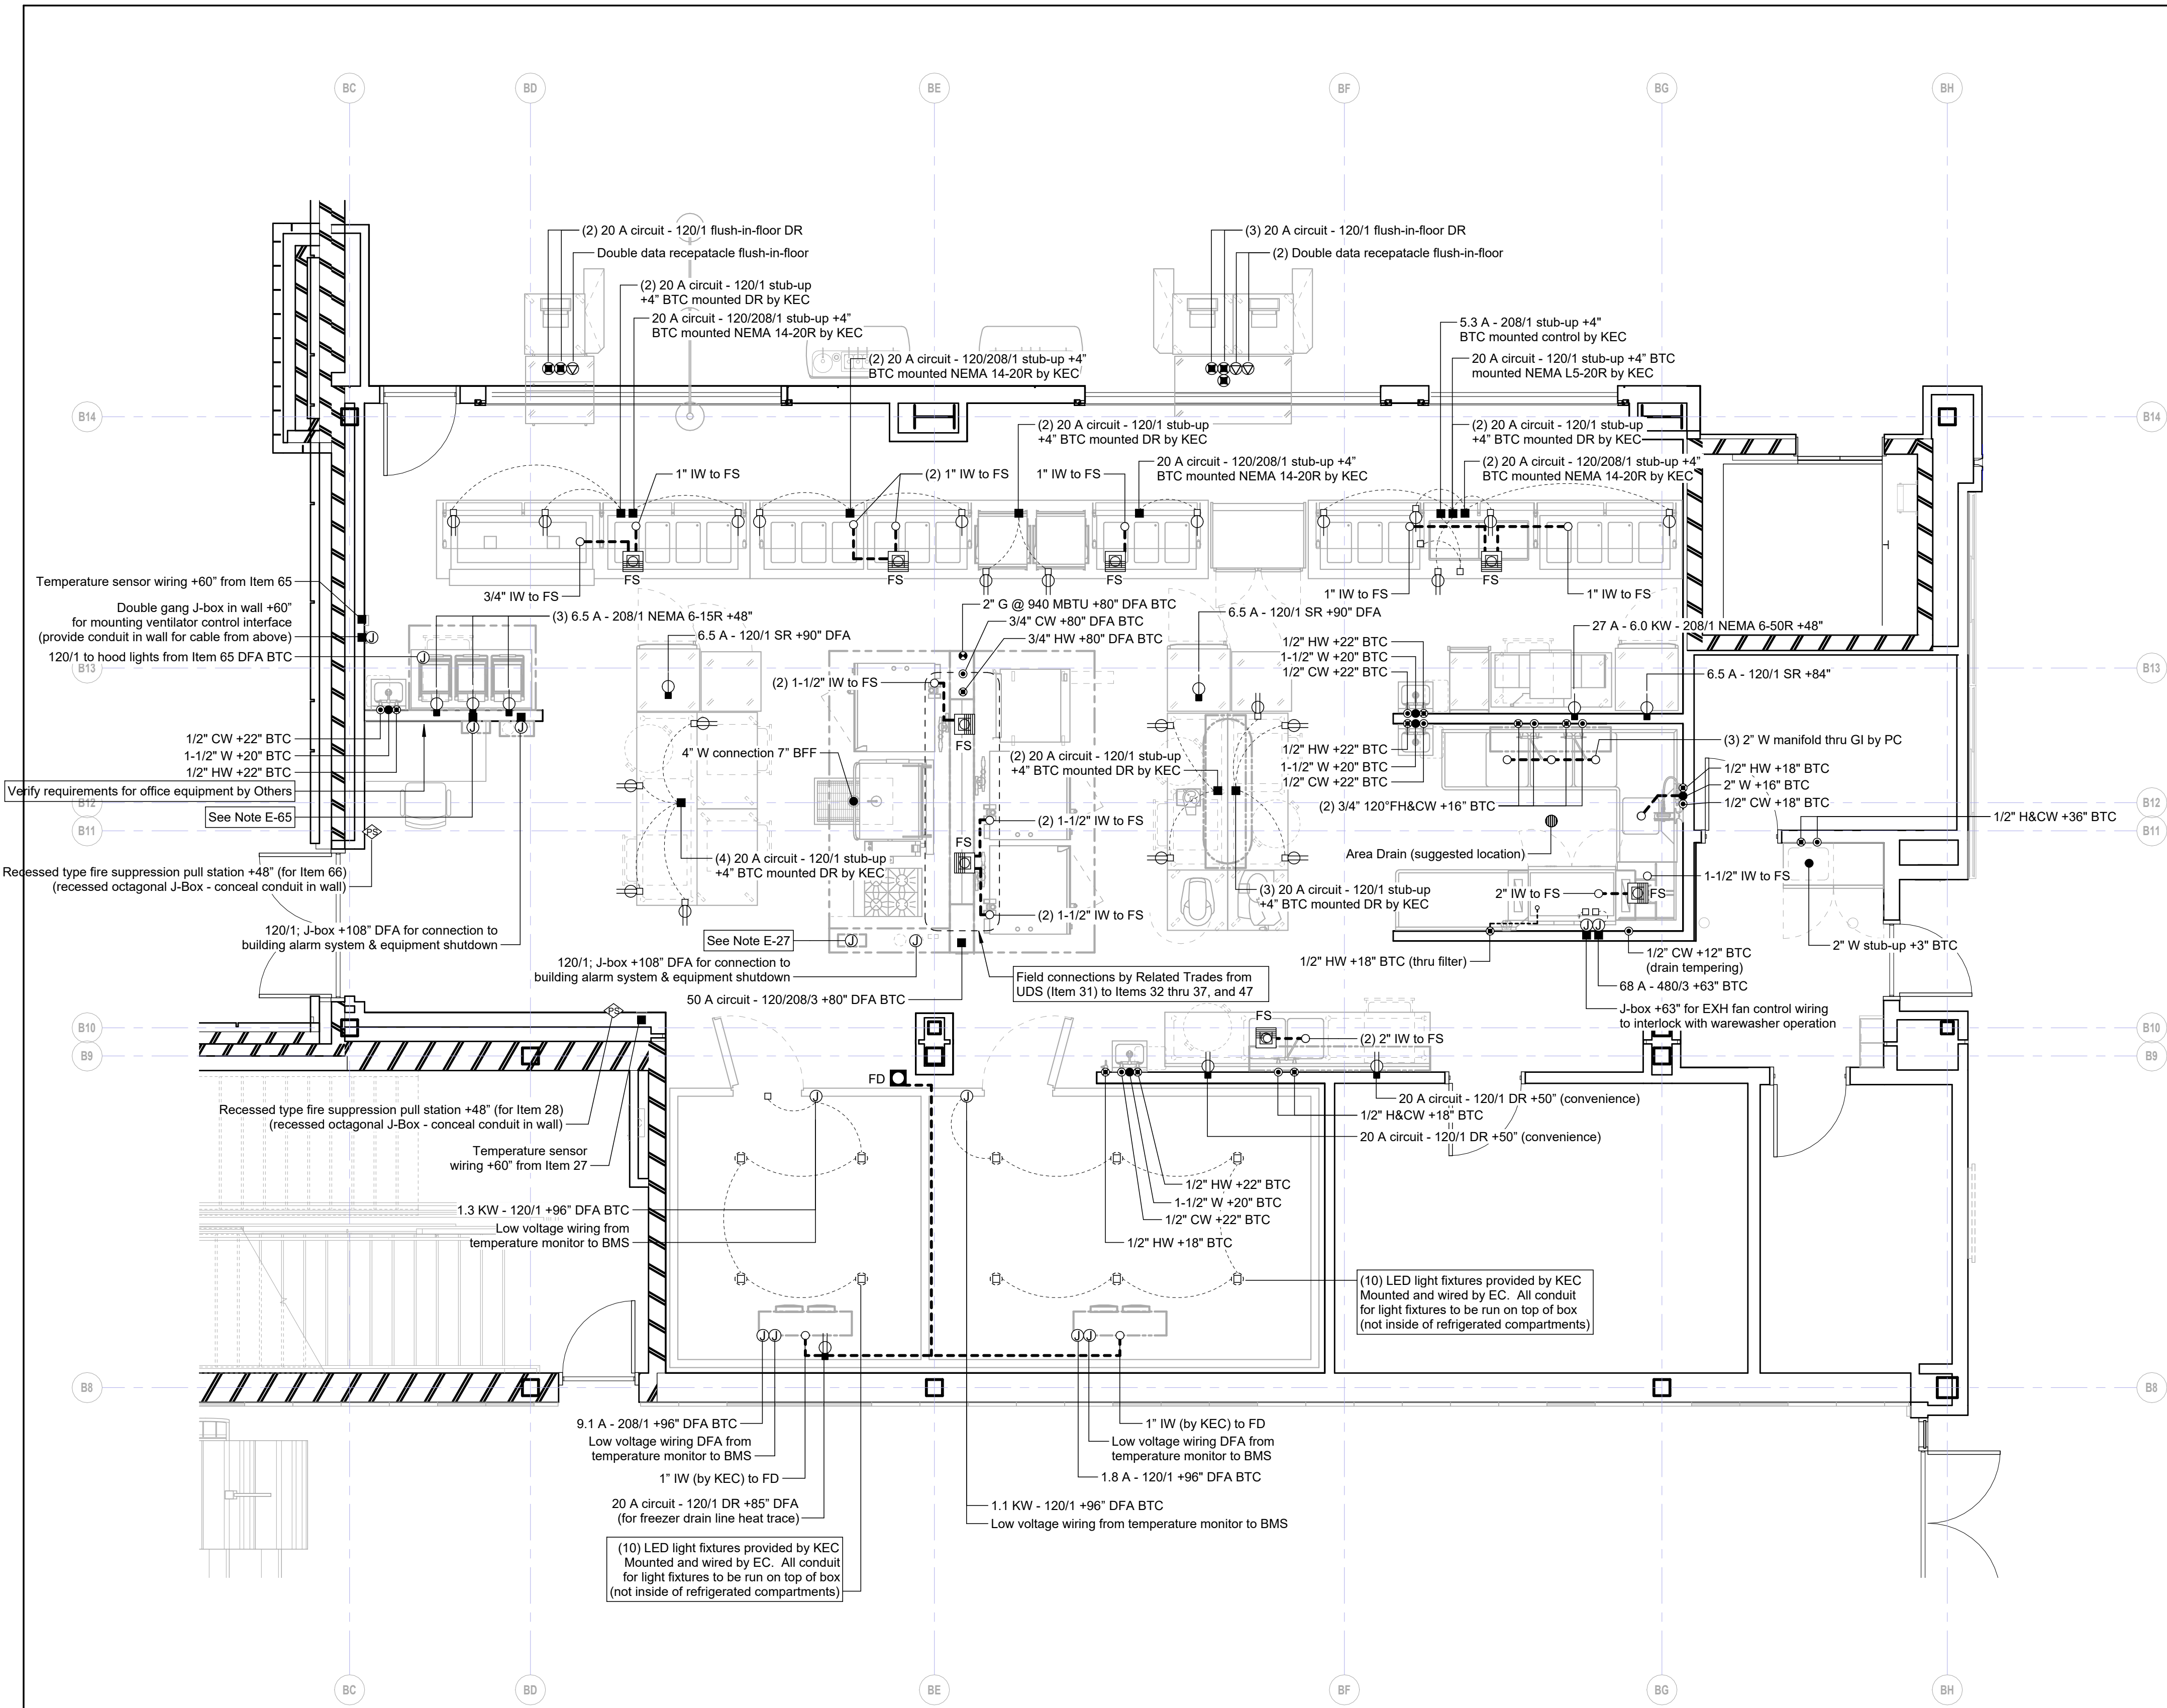 BC
BD
BE
BF
BG
BH
(2) 20 A circuit - 120/1 flush-in-floor DR
Double data recepatacle flush-in-floor
(3) 20 A circuit - 120/1 flush-in-floor DR
(2) Double data recepatacle flush-in-floor
(2) 20 A circuit - 120/1 stub-up
+4” BTC mounted DR by KEC
20 A circuit - 120/208/1 stub-up +4"
BTC mounted NEMA 14-20R by KEC
(2) 20 A circuit - 120/208/1 stub-up +4"
BTC mounted NEMA 14-20R by KEC
5.3 A - 208/1 stub-up +4"
BTC mounted control by KEC
20 A circuit - 120/1 stub-up +4” BTC
mounted NEMA L5-20R by KEC
B14
B14
(2) 20 A circuit - 120/1 stub-up
+4” BTC mounted DR by KEC
(2) 20 A circuit - 120/1 stub-up
+4” BTC mounted DR by KEC
1" IW to FS
(2) 1" IW to FS
1" IW to FS
20 A circuit - 120/208/1 stub-up +4"
BTC mounted NEMA 14-20R by KEC
(2) 20 A circuit - 120/208/1 stub-up +4"
BTC mounted NEMA 14-20R by KEC
FS
FS
FS
FS
3/4" IW to FS
1" IW to FS
1" IW to FS
Temperature sensor wiring +60” from Item 65
Double gang J-box in wall +60”
for mounting ventilator control interface
(provide conduit in wall for cable from above)
J
120/1 to hood lights from Item 65 DFA BTC
J
(3) 6.5 A - 208/1 NEMA 6-15R +48"
6.5 A - 120/1 SR +90” DFA
2" G @ 940 MBTU +80" DFA BTC
3/4" CW +80" DFA BTC
3/4" HW +80" DFA BTC
6.5 A - 120/1 SR +90” DFA
27 A - 6.0 KW - 208/1 NEMA 6-50R +48"
1/2" HW +22" BTC
1-1/2" W +20" BTC
1/2" CW +22" BTC
B13
B13
6.5 A - 120/1 SR +84"
(2) 1-1/2" IW to FS
FS
1/2" CW +22" BTC
1-1/2" W +20" BTC
1/2" HW +22" BTC
J
J
Verify requirements for office equipment by Others
See Note E-65
4" W connection 7" BFF
(2) 20 A circuit - 120/1 stub-up
+4” BTC mounted DR by KEC
1/2" HW +22" BTC
1-1/2" W +20" BTC
1/2" CW +22" BTC
(3) 2" W manifold thru GI by PC
1/2" HW +18" BTC
2" W +16" BTC
1/2" CW +18" BTC
(2) 3/4" 120°FH&CW +16" BTC
B12
B12
1/2" H&CW +36" BTC
B11
B11
PS
(2) 1-1/2" IW to FS
FS
Area Drain (suggested location)
Recessed type fire suppression pull station +48” (for Item 66)
(recessed octagonal J-Box - conceal conduit in wall)
(4) 20 A circuit - 120/1 stub-up
+4” BTC mounted DR by KEC
(3) 20 A circuit - 120/1 stub-up
+4” BTC mounted DR by KEC
1-1/2" IW to FS
2" IW to FS
FS
(2) 1-1/2" IW to FS
J
J
120/1; J-box +108” DFA for connection to
building alarm system & equipment shutdown
See Note E-27
J
J
2" W stub-up +3" BTC
120/1; J-box +108” DFA for connection to
building alarm system & equipment shutdown
Field connections by Related Trades from
UDS (Item 31) to Items 32 thru 37, and 47
1/2" HW +18" BTC (thru filter)
1/2" CW +12" BTC
(drain tempering)
68 A - 480/3 +63" BTC
50 A circuit - 120/208/3 +80" DFA BTC
J-box +63" for EXH fan control wiring
to interlock with warewasher operation
PS
FS
B10
B10
(2) 2" IW to FS
B9
B9
FD
J
J
20 A circuit - 120/1 DR +50” (convenience)
1/2" H&CW +18" BTC
20 A circuit - 120/1 DR +50” (convenience)
Recessed type fire suppression pull station +48” (for Item 28)
(recessed octagonal J-Box - conceal conduit in wall)
Temperature sensor
wiring +60” from Item 27
1/2" HW +22" BTC
1-1/2" W +20" BTC
1/2" CW +22" BTC
1/2" HW +18" BTC
1.3 KW - 120/1 +96” DFA BTC
Low voltage wiring from
temperature monitor to BMS
(10) LED light fixtures provided by KEC
Mounted and wired by EC. All conduit
for light fixtures to be run on top of box
(not inside of refrigerated compartments)
J
J
J
J
B8
B8
9.1 A - 208/1 +96" DFA BTC
Low voltage wiring DFA from
temperature monitor to BMS
1” IW (by KEC) to FD
20 A circuit - 120/1 DR +85” DFA
(for freezer drain line heat trace)
1” IW (by KEC) to FD
Low voltage wiring DFA from
temperature monitor to BMS
1.8 A - 120/1 +96" DFA BTC
1.1 KW - 120/1 +96” DFA BTC
Low voltage wiring from temperature monitor to BMS
(10) LED light fixtures provided by KEC
Mounted and wired by EC. All conduit
for light fixtures to be run on top of box
(not inside of refrigerated compartments)
BC
BD
BE
BF
BG
BH